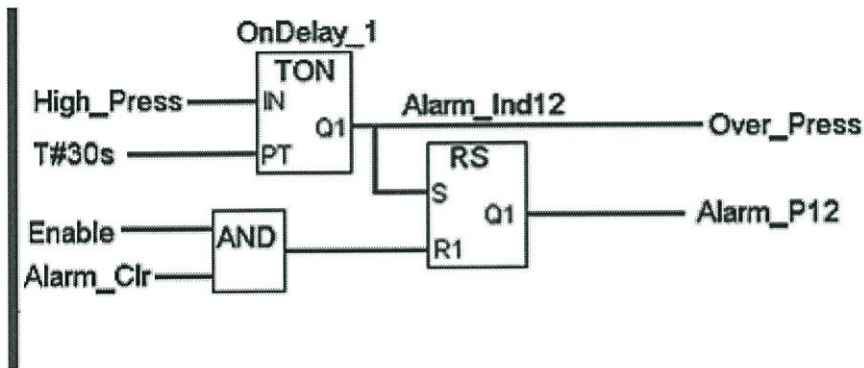 OnDelay_1
TON
High_Press
IN
Q1
Alarm_Ind12
Over_Press
T#30s
PT
RS
S
Q1
Alarm_P12
Enable
AND
R1
Alarm_Clr